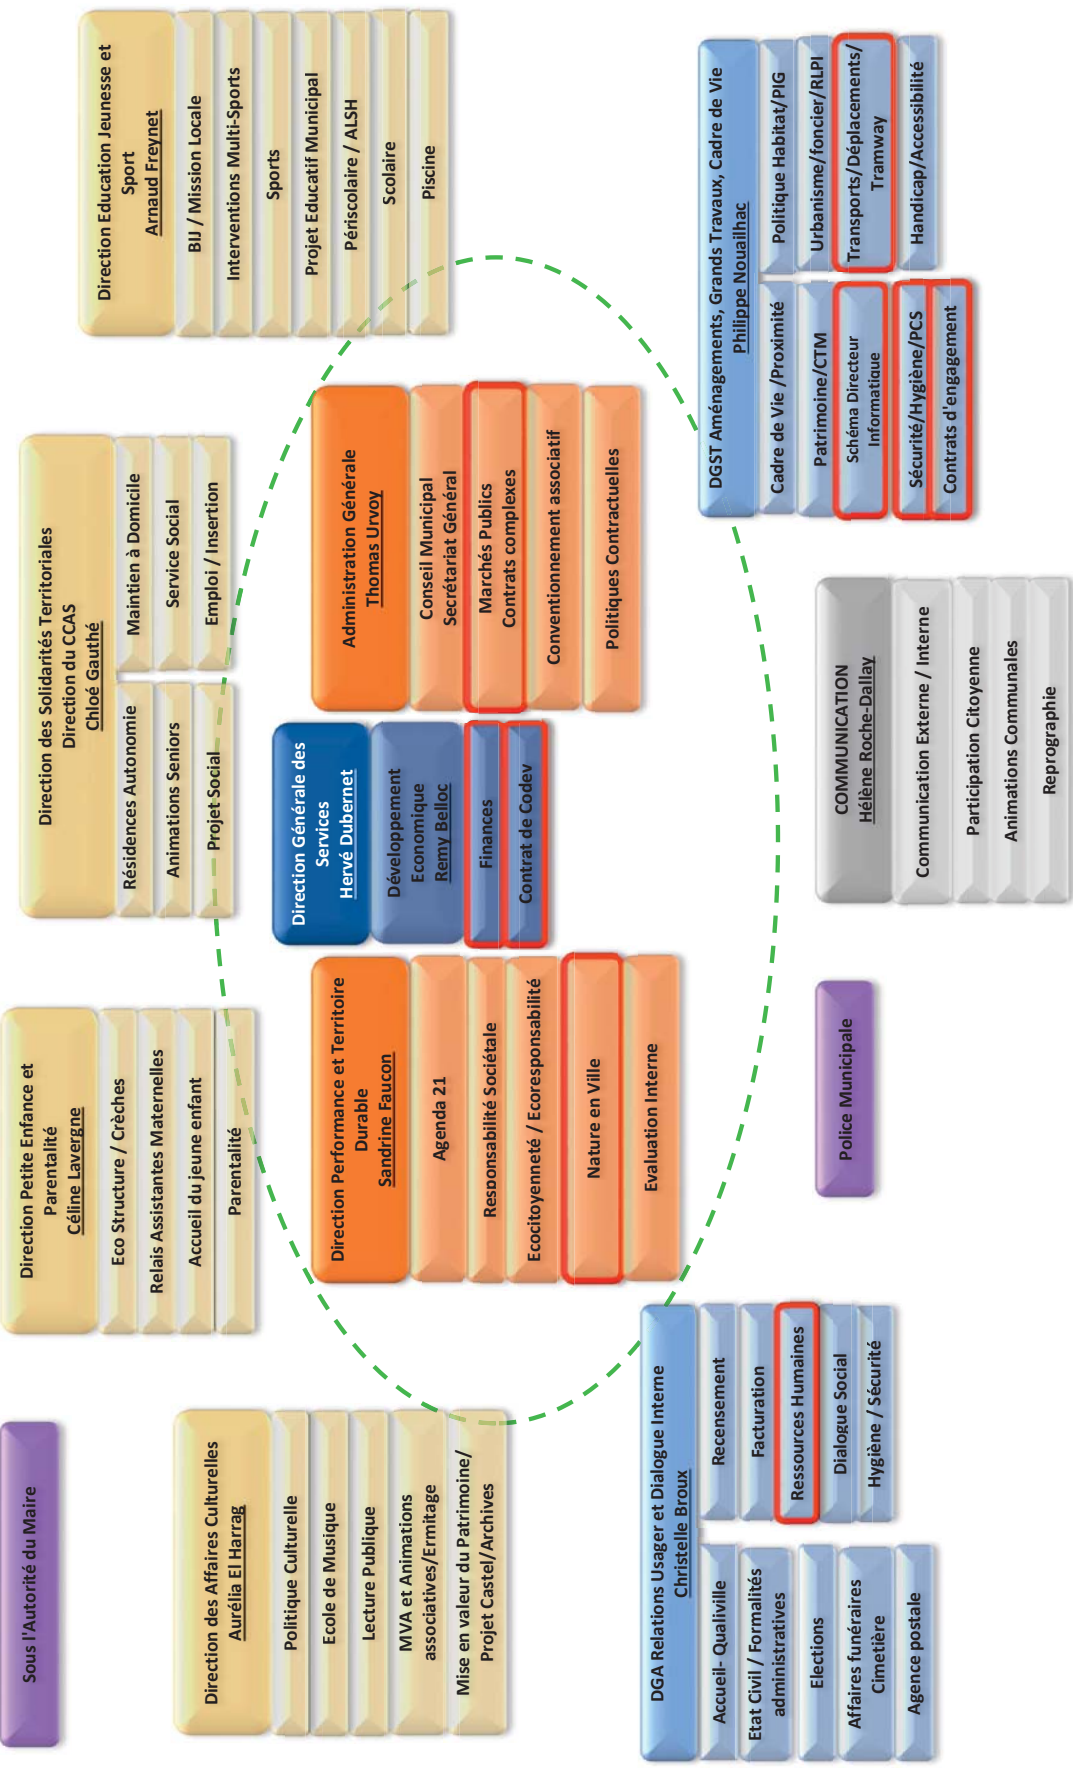 Sous l'Autorité du Maire
Direction Petite Enfance et
Parentalité
Céline Lavergne
Eco Structure / Crèches
Relais Assistantes Maternelles
Accueil du jeune enfant
Parentalité
Direction des Solidarités Territoriales
Direction du CCAS
Chloé Gauthé
Résidences Autonomie
Animations Seniors
Projet Social
Maintien à Domicile
Service Social
Emploi / Insertion
Direction Education Jeunesse et
Sport
Arnaud Freynet
BIJ / Mission Locale
Interventions Multi-Sports
Sports
Projet Educatif Municipal
Périscolaire / ALSH
Scolaire
Piscine
Direction des Affaires Culturelles
Aurélia El Harrag
Politique Culturelle
Ecole de Musique
Lecture Publique
MVA et Animations
associatives/Ermitage
Mise en valeur du Patrimoine/
Projet Castel/Archives
Direction Performance et Territoire
Durable
Sandrine Faucon
Agenda 21
Responsabilité Sociétale
Ecocitoyenneté / Ecoresponsabilité
Nature en Ville
Evaluation Interne
Direction Générale des
Services
Hervé Dubernet
Développement
Economique
Remy Belloc
Finances
Contrat de Codev
Administration Générale
Thomas Urvoy
Conseil Municipal
Secrétariat Général
Marchés Publics
Contrats complexes
Conventionnement associatif
Politiques Contractuelles
DGA Relations Usager et Dialogue Interne
Christelle Broux
Accueil- Qualiville
Etat Civil / Formalités
administratives
Elections
Affaires funéraires
Cimetière
Agence postale
Recensement
Facturation
Ressources Humaines
Dialogue Social
Hygiène / Sécurité
Police Municipale
COMMUNICATION
Hélène Roche-Dallay
Communication Externe / Interne
Participation Citoyenne
Animations Communales
Reprographie
DGST Aménagements, Grands Travaux, Cadre de Vie
Philippe Nouailhac
Cadre de Vie /Proximité
Patrimoine/CTM
Schéma Directeur
Informatique
Sécurité/Hygiène/PCS
Contrats d'engagement
Politique Habitat/PIG
Urbanisme/foncier/RLPI
Transports/Déplacements/
Tramway
Handicap/Accessibilité